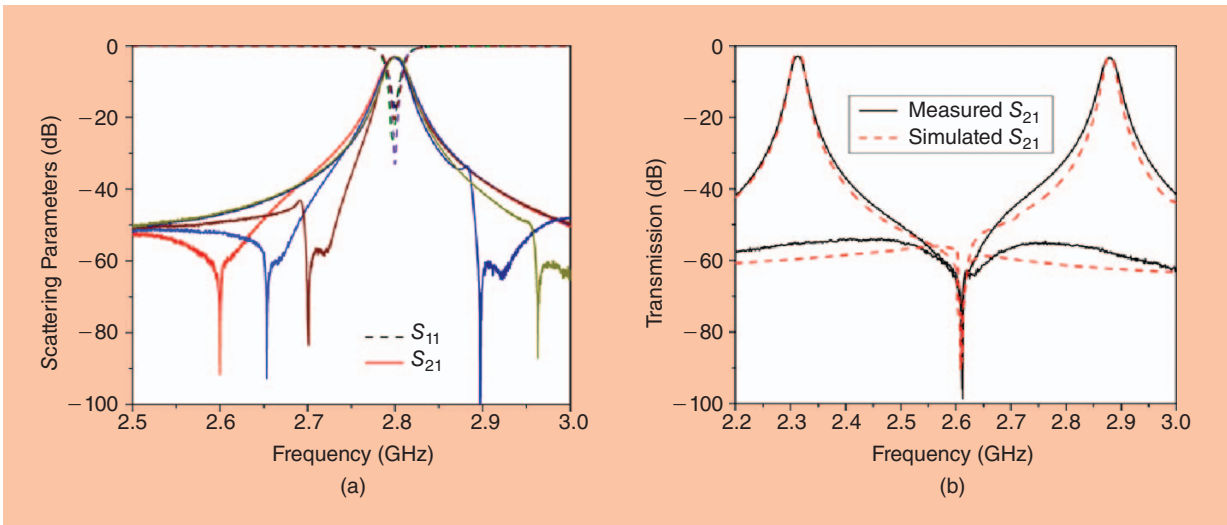 0
−20
−40
−60
−80
−100
Scattering Parameters (dB)
S11
S21
2.5 2.6 2.7 2.8 2.9 3.0
Frequency (GHz)
(a)
0
−20
−40
−60
−80
−100
Transmission (dB)
Measured S21
Simulated S21
2.2 2.3 2.4 2.5 2.6 2.7 2.8 2.9 3.0
Frequency (GHz)
(b)